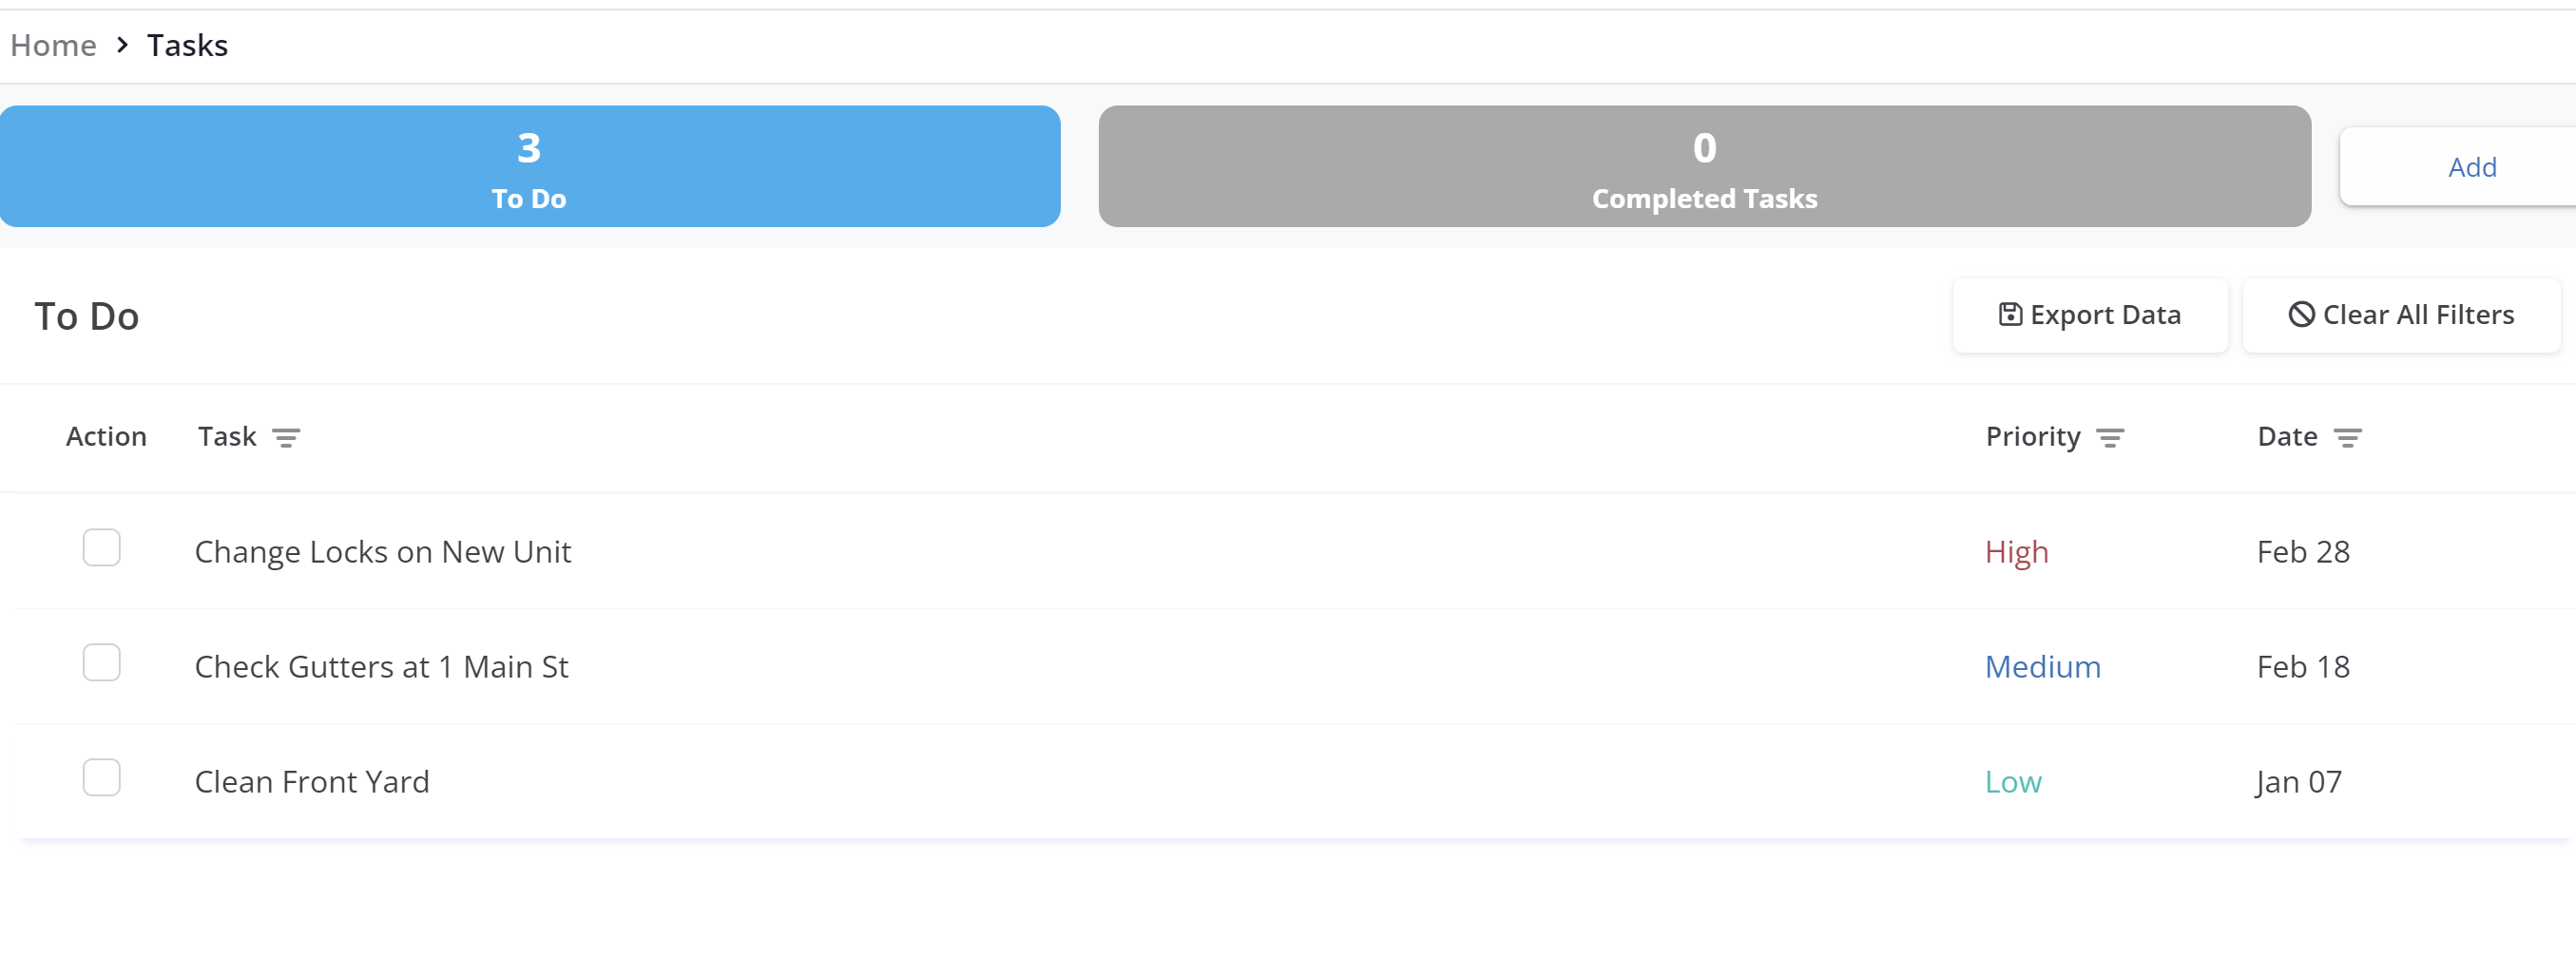 Home > Tasks
3
To Do
0
Completed Tasks
Add
To Do
Export Data
Clear All Filters
Action Task Priority Date
Change Locks on New Unit High Feb 28
Check Gutters at 1 Main St Medium Feb 18
Clean Front Yard Low Jan 07